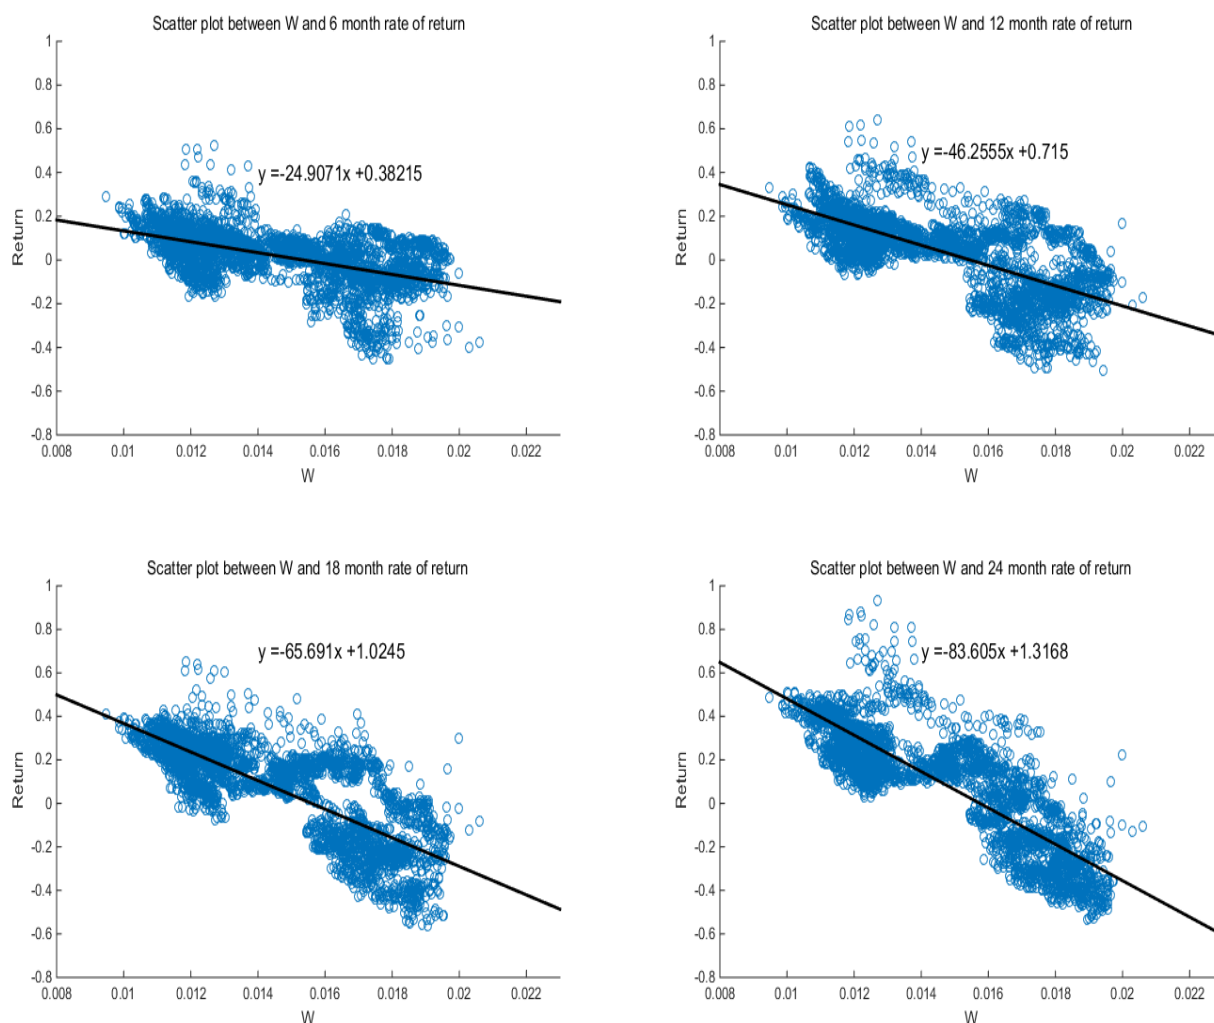 Scatter plot between W and 6 month rate of return
1
0.8
0.6
0.4
0.2
0
-0.2
-0.4
-0.6
-0.8
Return
y =-24.9071x +0.38215
0.008 0.01 0.012 0.014 0.016 0.018 0.02 0.022
W
Scatter plot between W and 12 month rate of return
1
0.8
0.6
0.4
0.2
0
-0.2
-0.4
-0.6
-0.8
Return
y =-46.2555x +0.715
0.008 0.01 0.012 0.014 0.016 0.018 0.02 0.022
W
Scatter plot between W and 18 month rate of return
1
0.8
0.6
0.4
0.2
0
-0.2
-0.4
-0.6
-0.8
Return
y =-65.691x +1.0245
0.008 0.01 0.012 0.014 0.016 0.018 0.02 0.022
W
Scatter plot between W and 24 month rate of return
1
0.8
0.6
0.4
0.2
0
-0.2
-0.4
-0.6
-0.8
Return
y =-83.605x +1.3168
0.008 0.01 0.012 0.014 0.016 0.018 0.02 0.022
W